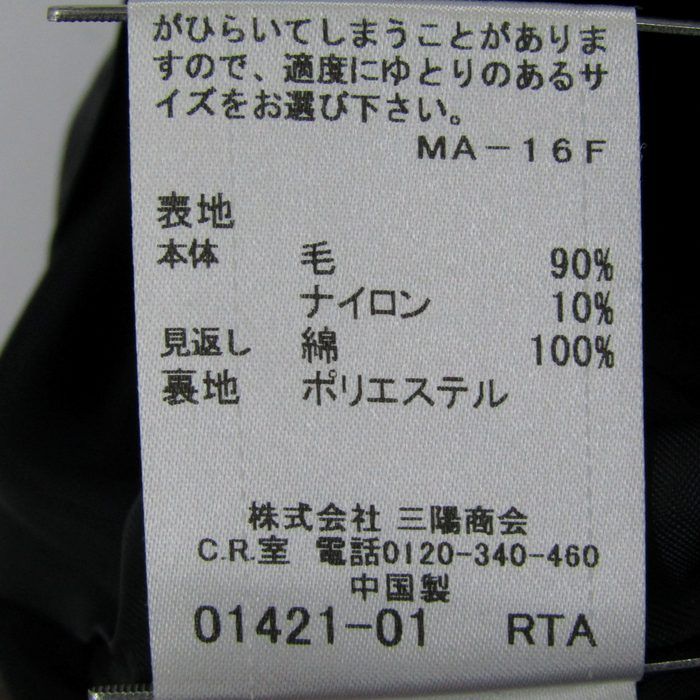 がひらいてしまうことがありま
すので、適度にゆとりのあるサ
イズをお選び下さい。
MA－16F
表地
本体 毛 90%
ナイロン 10%
見返し 綿 100%
裏地 ポリエステル
株式会社 三陽商会
C.R.室 電話0120-340-460
中国製
01421-01 RTA